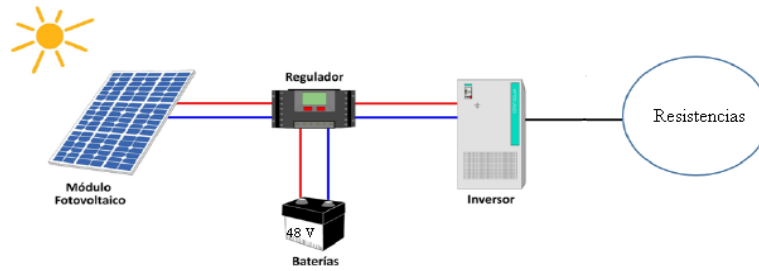 Regulador
Resistencias
Módulo
Fotovoltaico
Inversor
48 V
Baterías